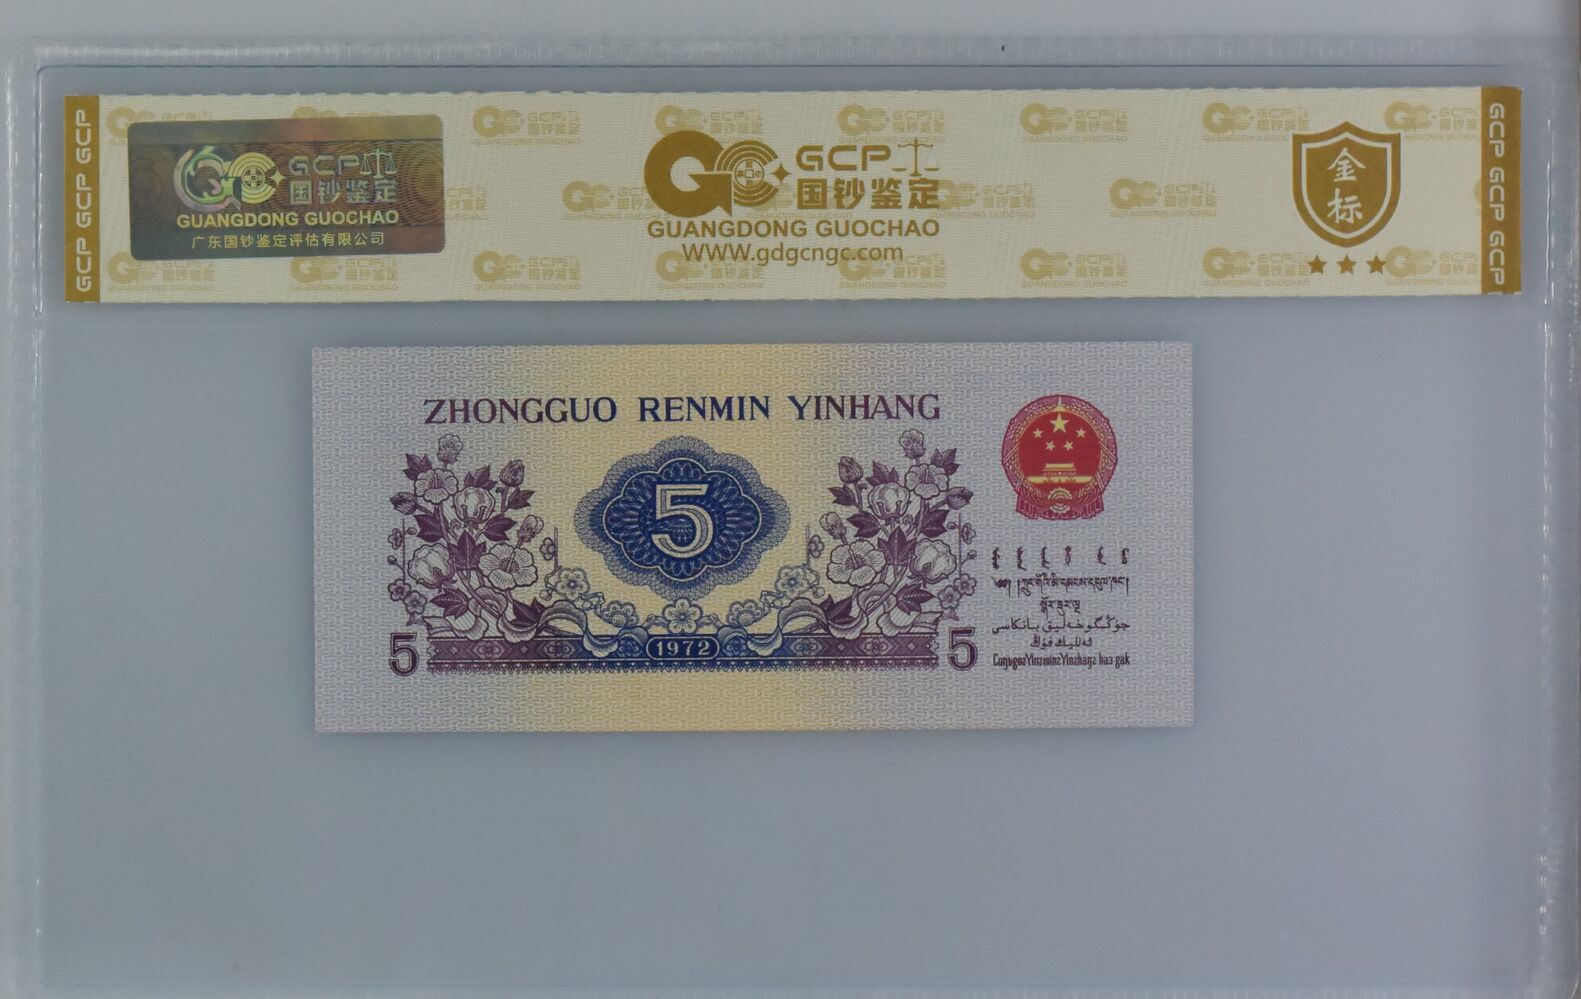 GCP GCP GCP
GCP
国钞鉴定
GUANGDONG GUOCHAO
广东国钞鉴定评估有限公司
GCP
国钞鉴定
GUANGDONG GUOCHAO
WWW.gdgcngc.com
金标
GCP GCP GCP
ZHONGGUO RENMIN YINHANG
5
5
1972
5